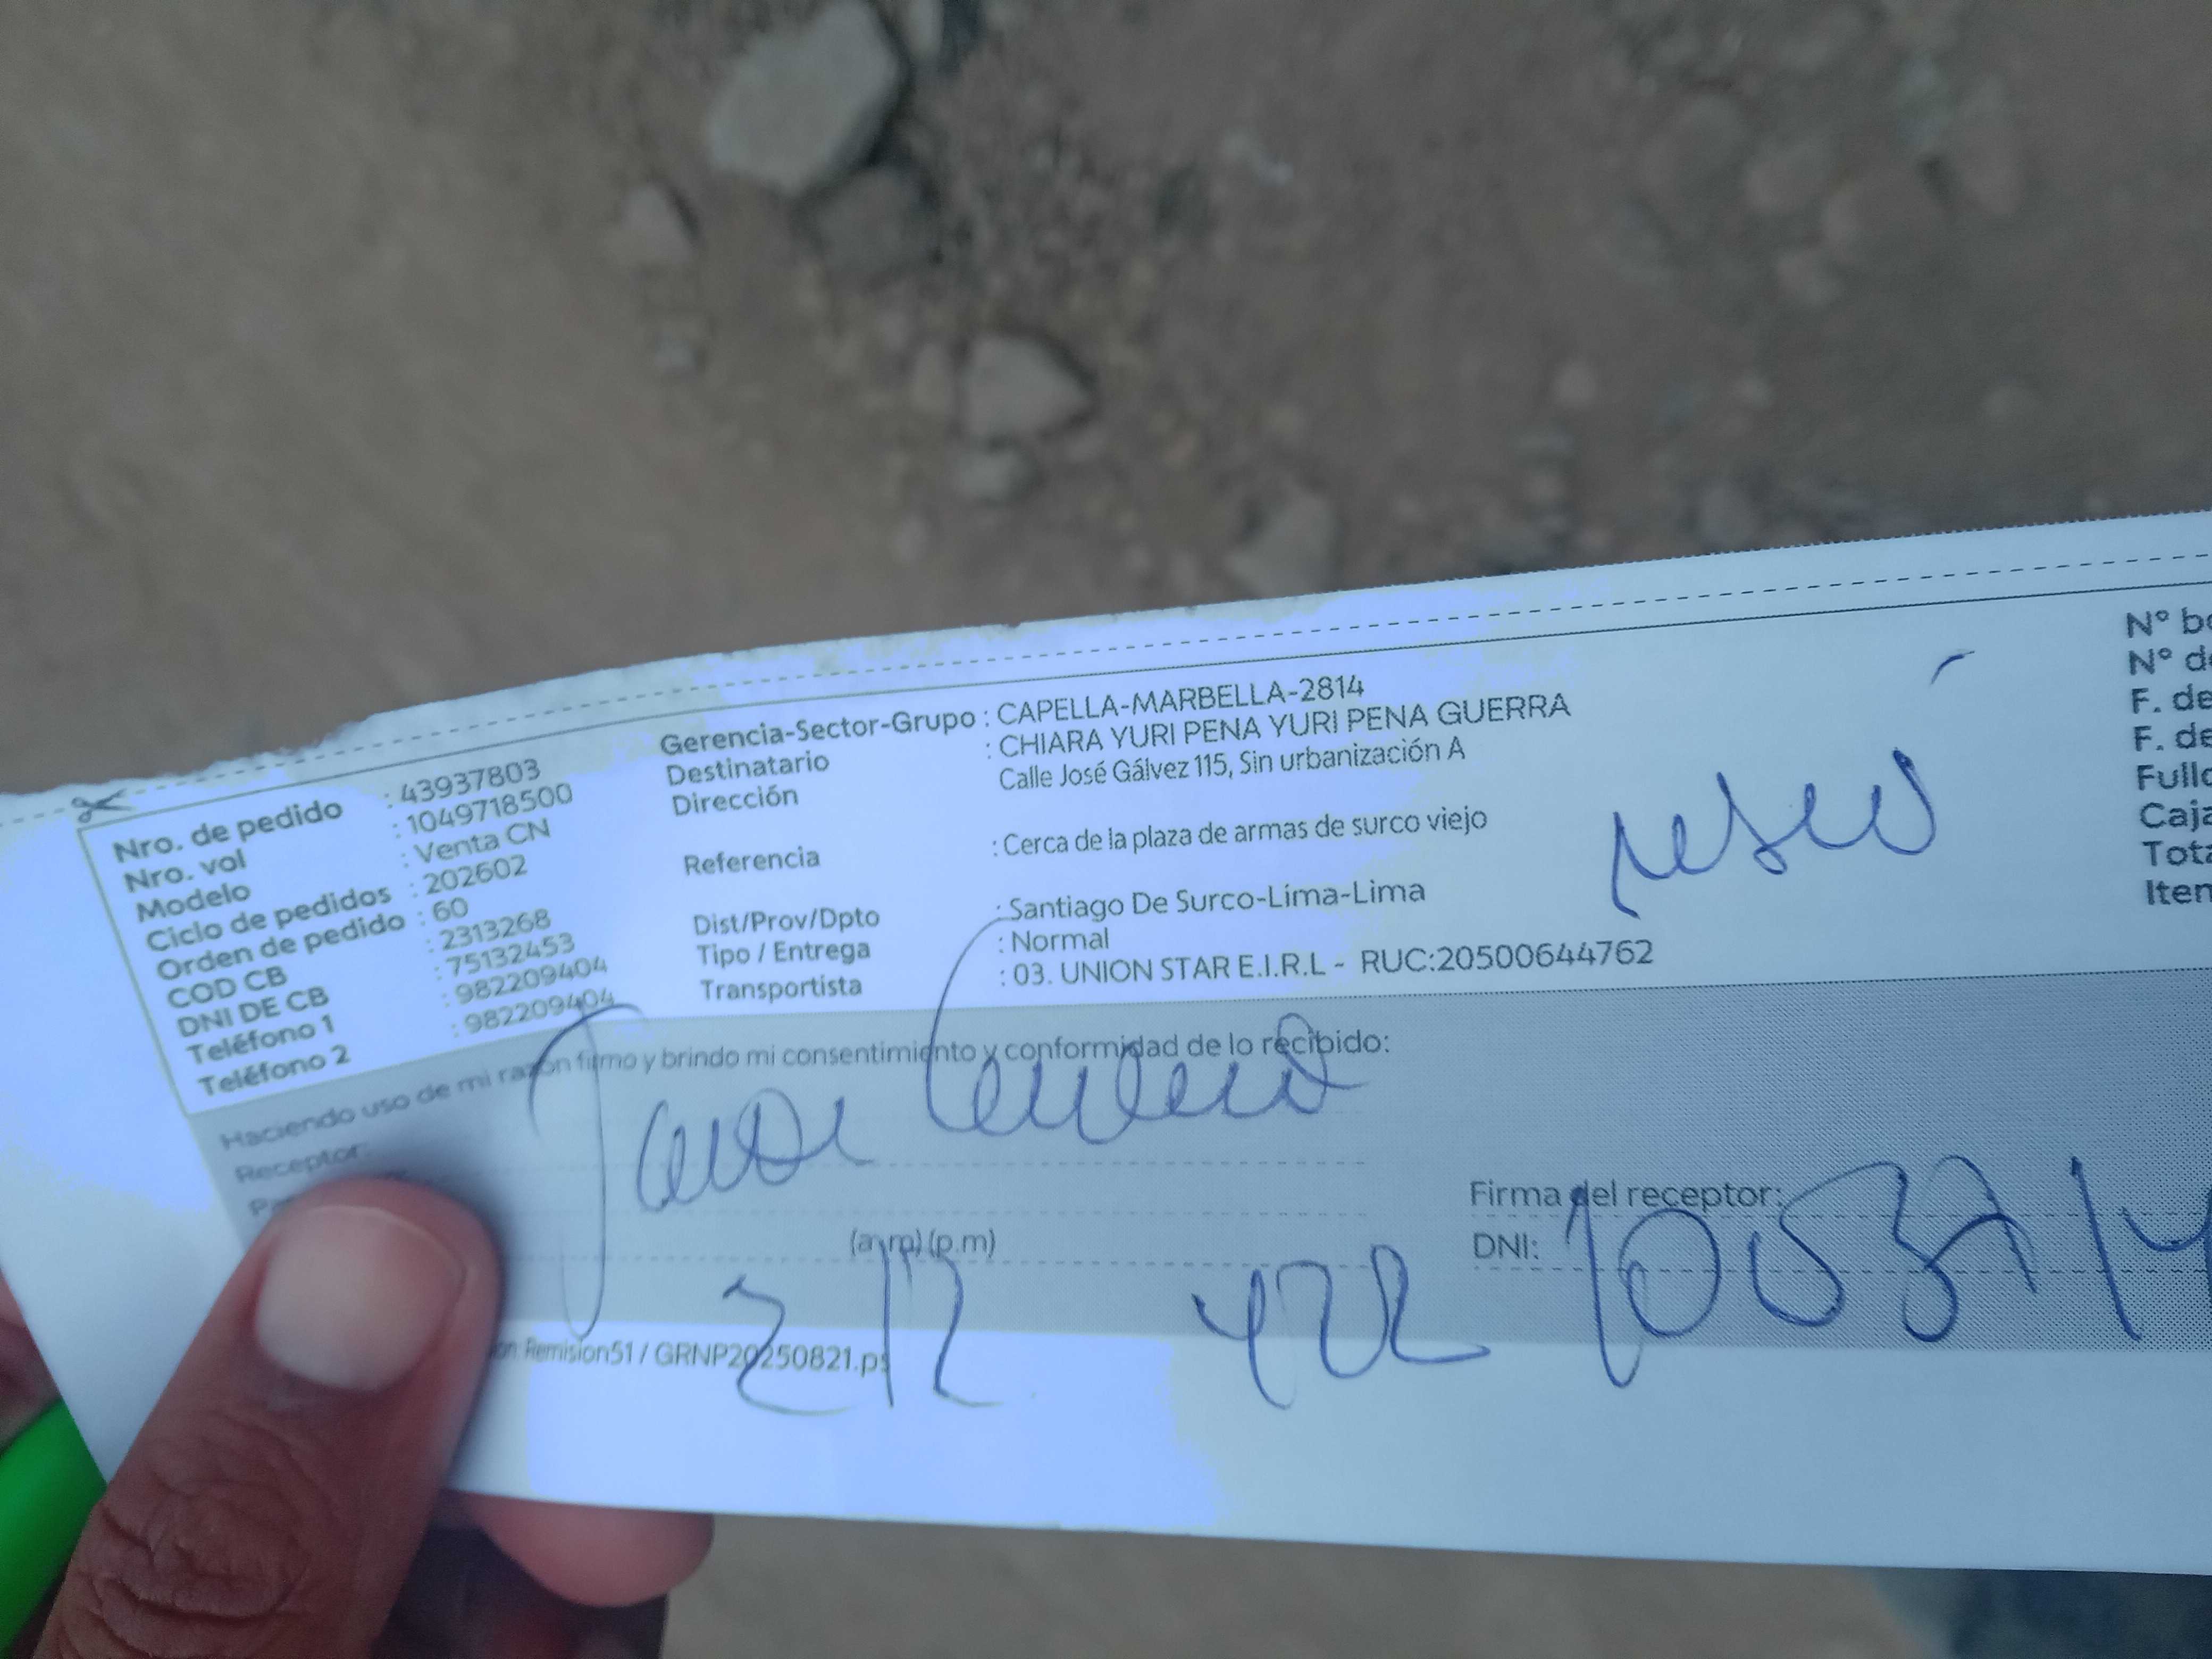 Nro. de pedido : 43937803
Nro. vol : 1049718500
Modelo : Venta CN
Ciclo de pedidos : 202602
Orden de pedido : 60
COD CB : 2313268
DNI DE CB : 75132453
Teléfono 1 : 982209404
Teléfono 2 : 982209404
Gerencia-Sector-Grupo : CAPELLA-MARBELLA-2814
Destinatario : CHIARA YURI PENA YURI PENA GUERRA
Dirección Calle José Gálvez 115, Sin urbanización A
Referencia : Cerca de la plaza de armas de surco viejo
Dist/Prov/Dpto : Santiago De Surco-Lima-Lima
Tipo / Entrega : Normal
Transportista : 03. UNION STAR E.I.R.L - RUC:20500644762
Nº
Nº
F. de
F. de
Haciendo uso de mi razón firmo y brindo mi consentimiento y conformidad de lo recibido:
Receptor:
(a.m) (p.m)
Firma del receptor:
DNI:
2/2
Remision51 / GRNP20250821.ps